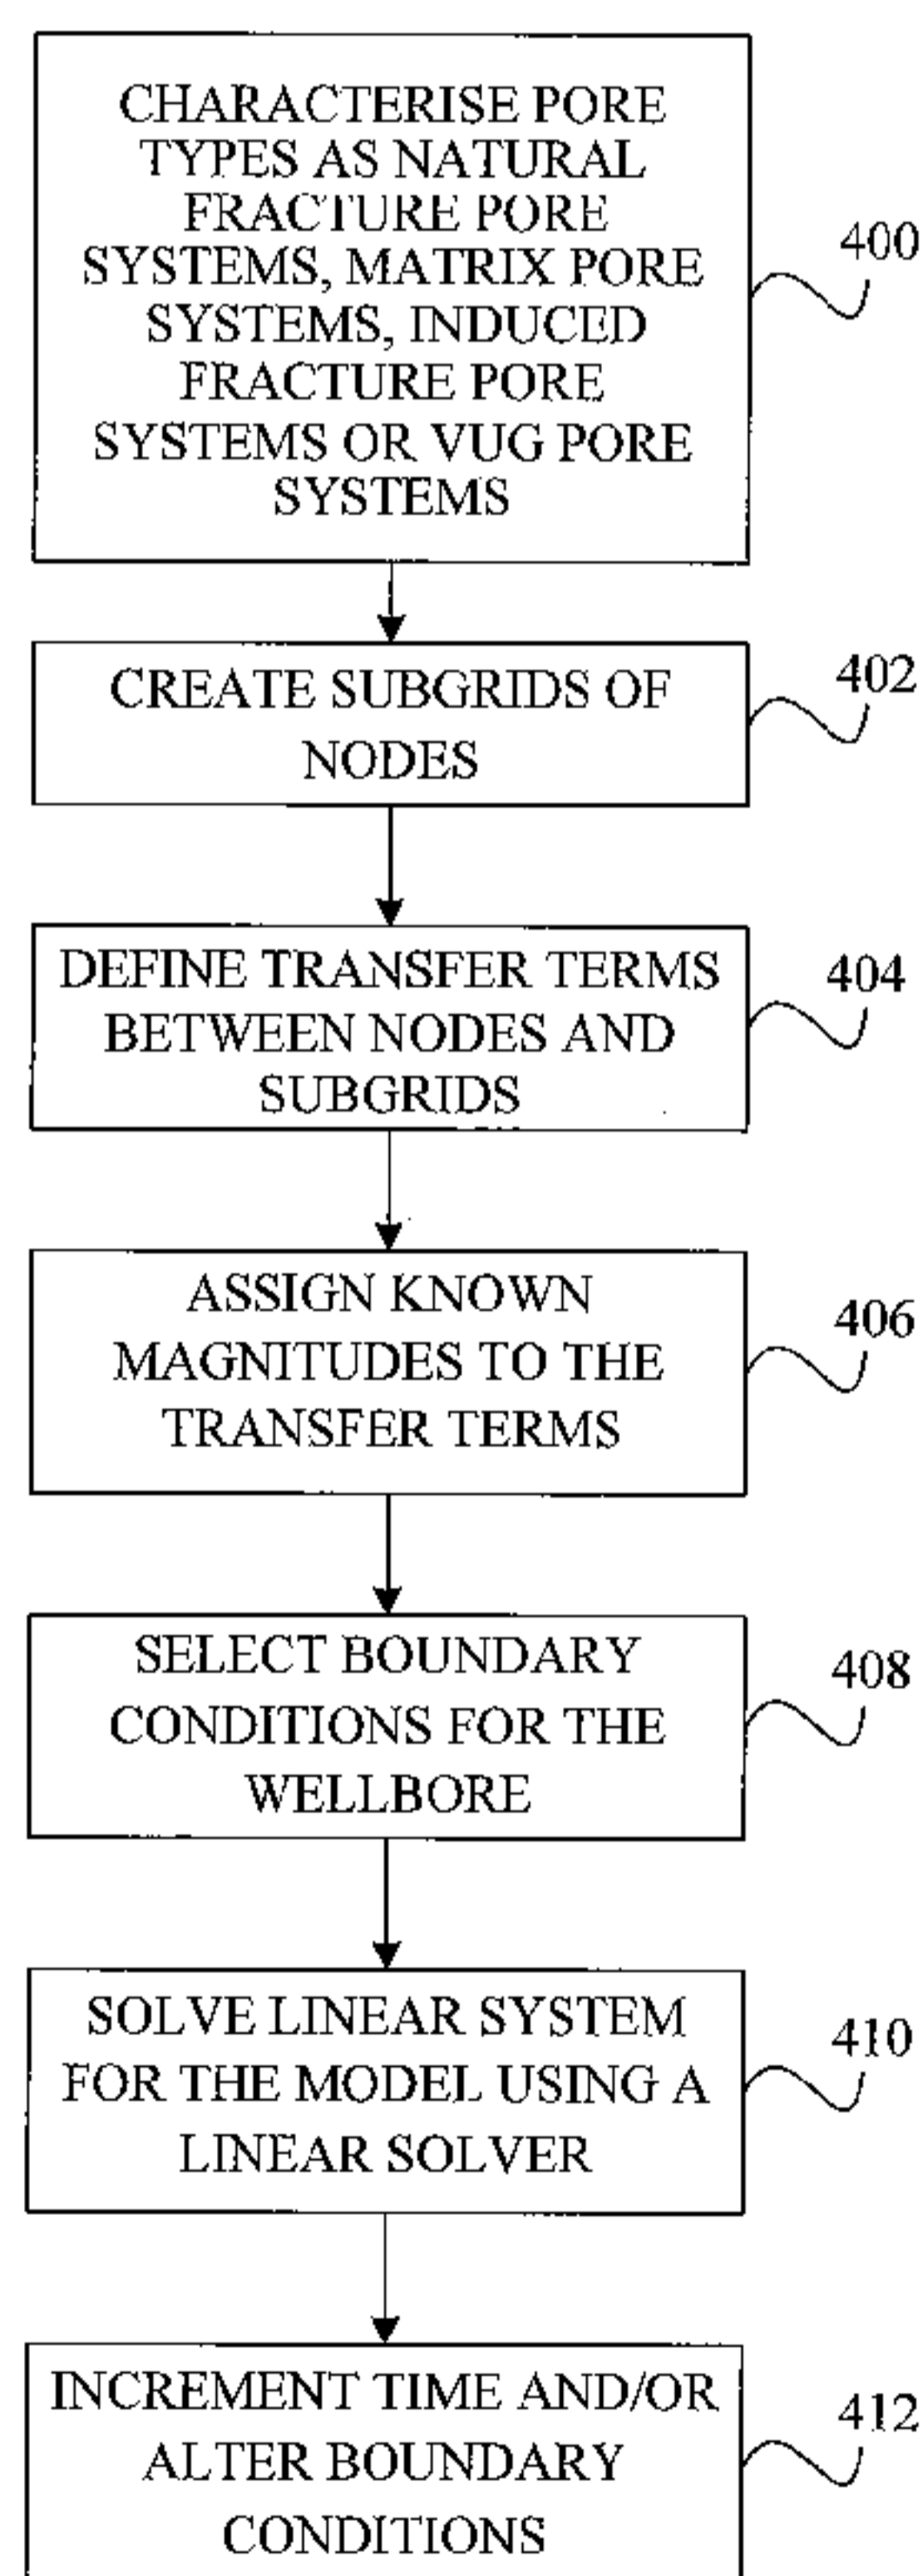 CHARACTERISE PORE
TYPES AS NATURAL
FRACTURE PORE
SYSTEMS, MATRIX PORE
SYSTEMS, INDUCED
FRACTURE PORE
SYSTEMS OR VUG PORE
SYSTEMS
400
CREATE SUBGRIDS OF
NODES
402
DEFINE TRANSFER TERMS
BETWEEN NODES AND
SUBGRIDS
404
ASSIGN KNOWN
MAGNITUDES TO THE
TRANSFER TERMS
406
SELECT BOUNDARY
CONDITIONS FOR THE
WELLBORE
408
SOLVE LINEAR SYSTEM
FOR THE MODEL USING A
LINEAR SOLVER
410
INCREMENT TIME AND/OR
ALTER BOUNDARY
CONDITIONS
412